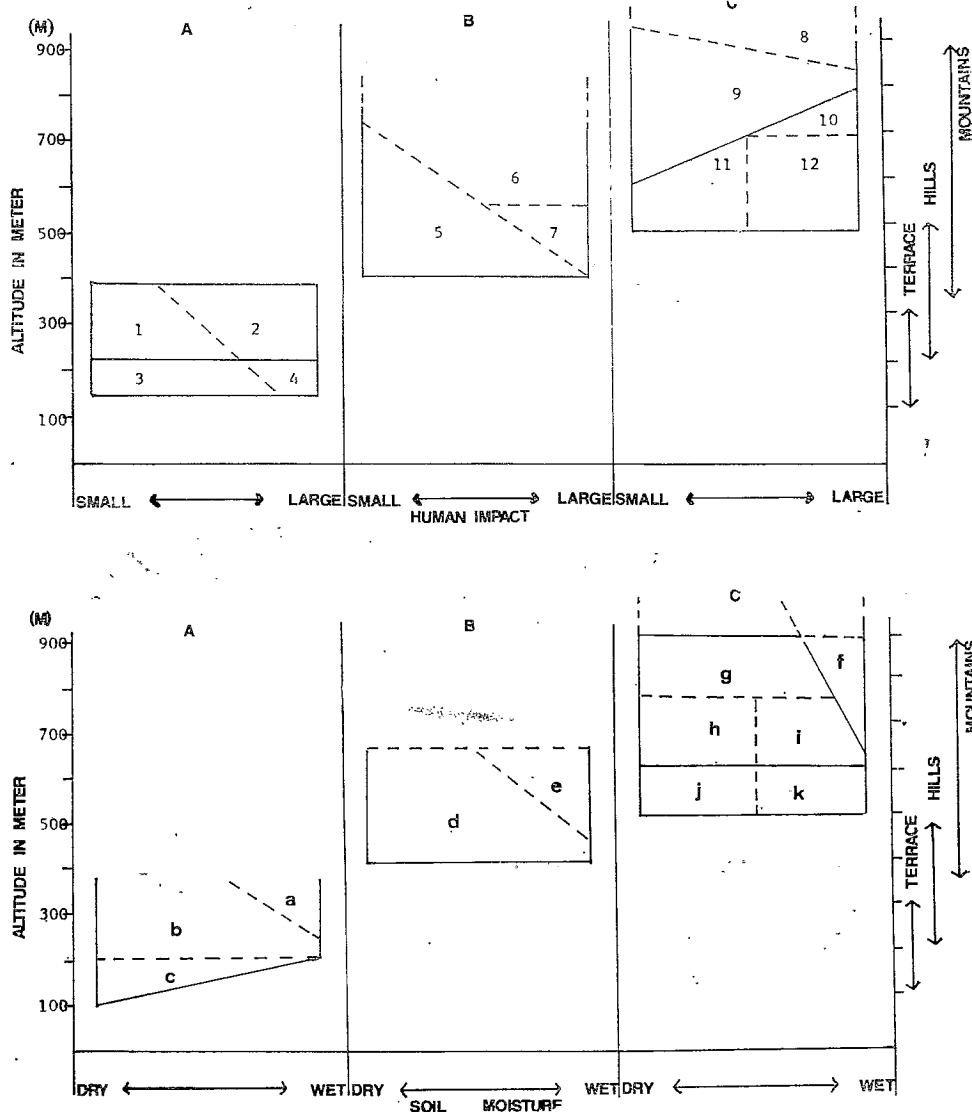 (M)
A
B
C
900
700
500
300
100
ALTITUDE IN METER
1
2
3
4
5
6
7
8
9
10
11
12
TERRACE
HILLS
MOUNTAINS
SMALL
LARGE
SMALL
LARGE
SMALL
LARGE
HUMAN IMPACT
(M)
A
B
C
900
700
500
300
100
ALTITUDE IN METER
a
b
c
d
e
f
g
h
i
j
k
TERRACE
HILLS
MOUNTAINS
DRY
WET
DRY
WET
DRY
WET
SOIL MOISTURE